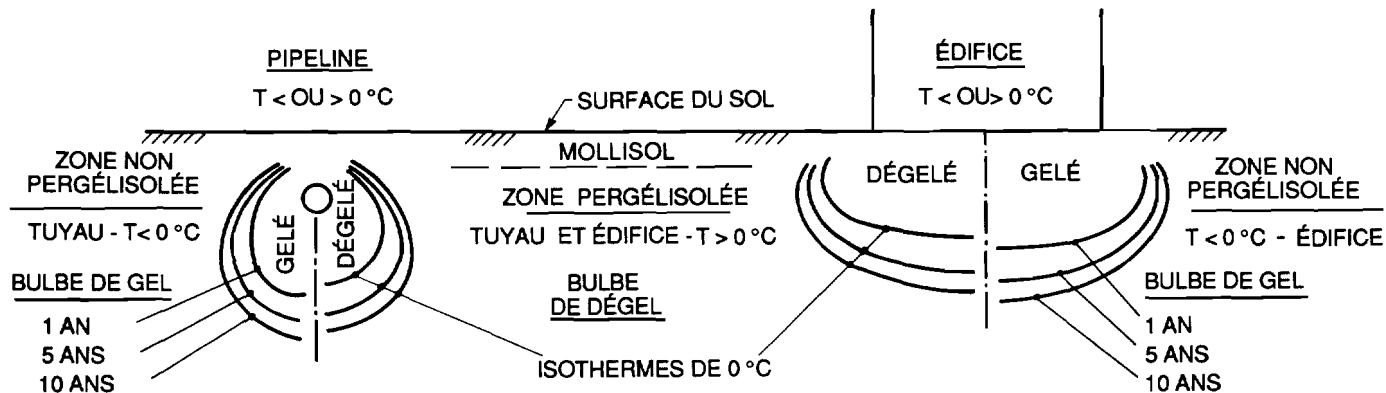 PIPELINE
T < OU > 0 °C
ÉDIFICE
T < OU> 0 °C
SURFACE DU SOL
ZONE NON
PERGÉLISOLÉE
TUYAU - T< 0 °C
BULBE DE GEL
1 AN
5 ANS
10 ANS
GELÉ
DÉGELÉ
MOLLISOL
ZONE PERGÉLISOLÉE
TUYAU ET ÉDIFICE - T > 0 °C
BULBE
DE DÉGEL
ISOTHERMES DE 0 °C
DÉGELÉ
GELÉ
ZONE NON
PERGÉLISOLÉE
T <0 °C - ÉDIFICE
BULBE DE GEL
1 AN
5 ANS
10 ANS